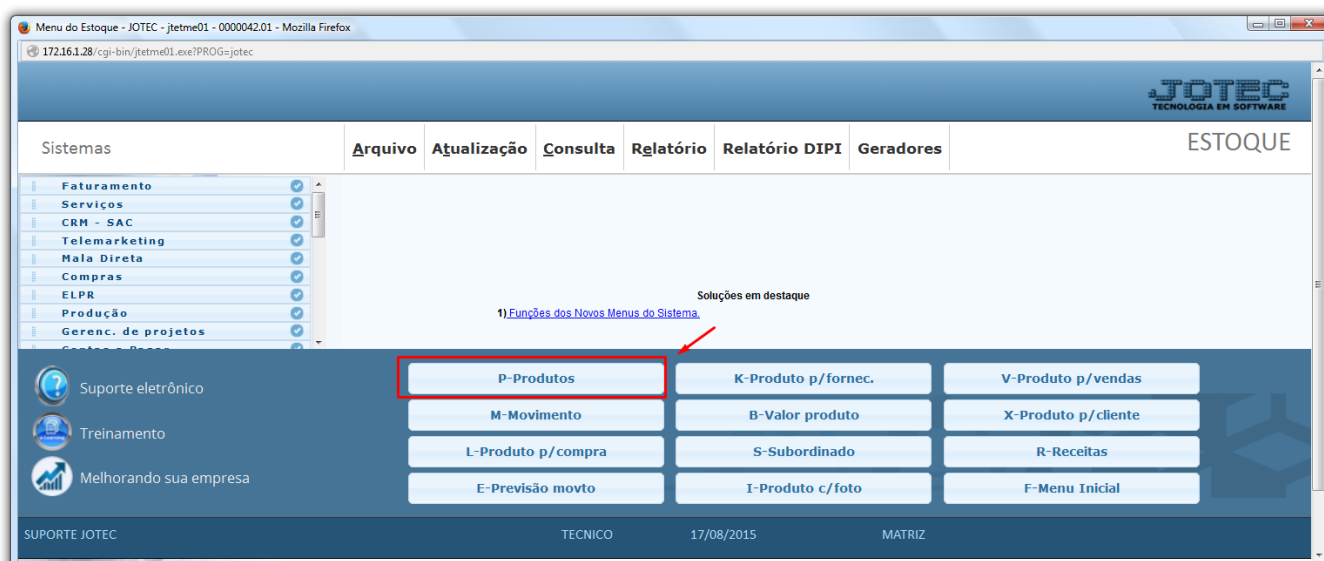 Menu do Estoque - JOTEC - jtetme01 - 0000042.01 - Mozilla Firefox
172.16.1.28/cgi-bin/jtetme01.exe?PROG=jotec
JOTEC
TECNOLOGIA EM SOFTWARE
Sistemas
Arquivo Atualização Consulta Relatório Relatório DIPI Geradores
ESTOQUE
Faturamento
Serviços
CRM - SAC
Telemarketing
Mala Direta
Compras
ELPR
Produção
Gerenc. de projetos
Soluções em destaque
1) Funções dos Novos Menus do Sistema.
Suporte eletrônico
Treinamento
Melhorando sua empresa
P-Produtos K-Produto p/fornec. V-Produto p/vendas
M-Movimento B-Valor produto X-Produto p/cliente
L-Produto p/compra S-Subordinado R-Receitas
E-Previsão movto I-Produto c/foto F-Menu Inicial
SUPORTE JOTEC TECNICO 17/08/2015 MATRIZ